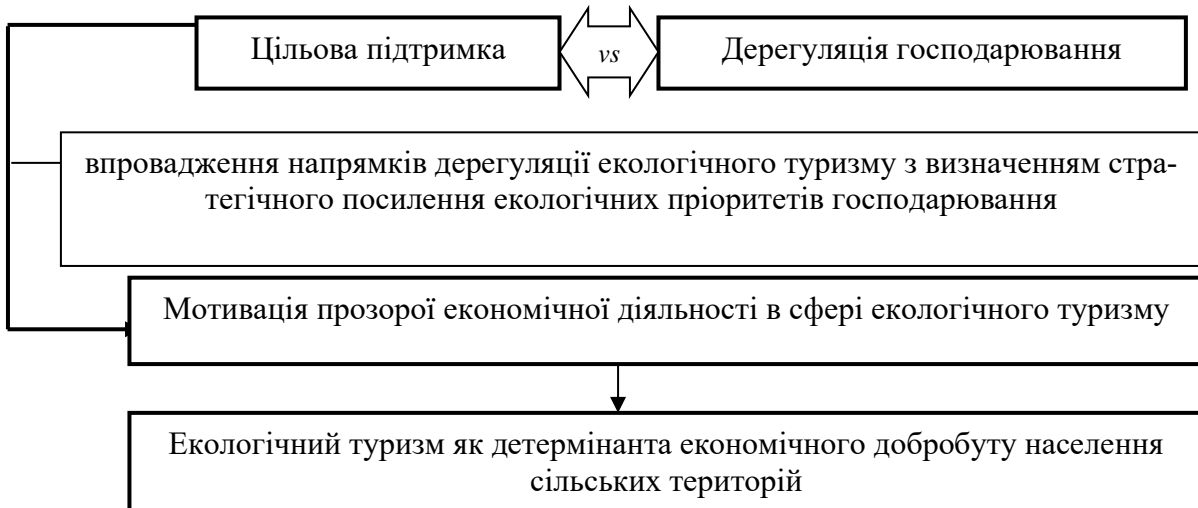 Цільова підтримка
vs
Дерегуляція господарювання
впровадження напрямків дерегуляції екологічного туризму з визначенням стра-
тегічного посилення екологічних пріоритетів господарювання
Мотивація прозорої економічної діяльності в сфері екологічного туризму
Екологічний туризм як детермінанта економічного добробуту населення
сільських територій